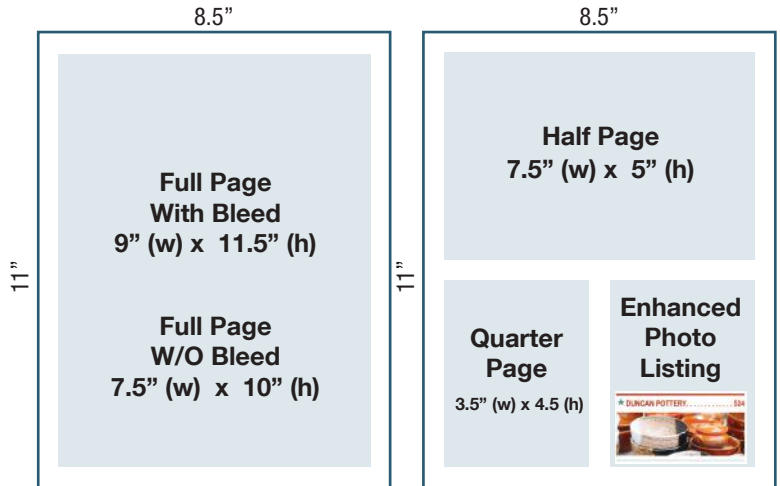 8.5”
11”
Full Page
With Bleed
9” (w) x 11.5” (h)
Full Page
W/O Bleed
7.5” (w) x 10” (h)
8.5”
11”
Half Page
7.5” (w) x 5” (h)
Quarter
Page
3.5” (w) x 4.5 (h)
Enhanced
Photo
Listing
★ DUNCAN POTTERY. . . . . . . . . . . . 524